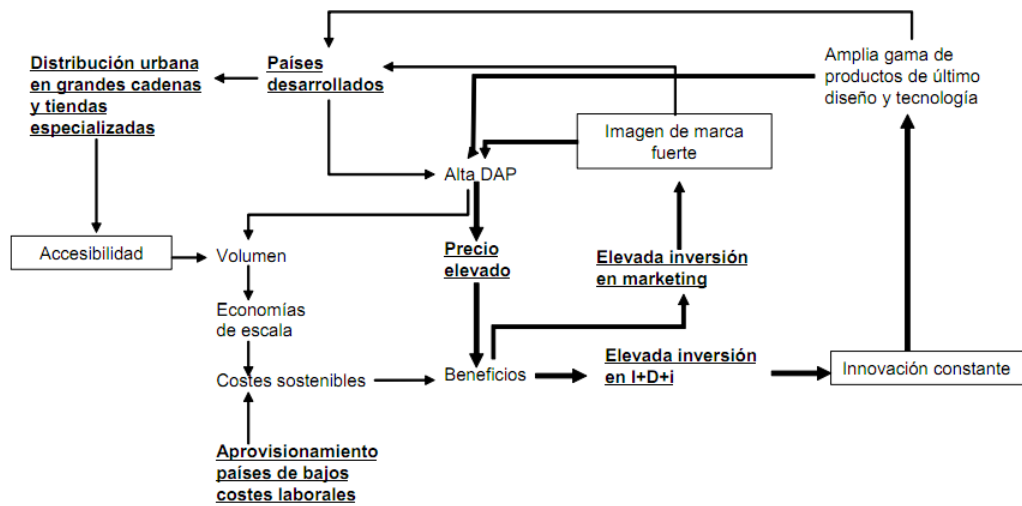 Distribución urbana
en grandes cadenas
y tiendas
especializadas
Países
desarrollados
Amplia gama de
productos de último
diseño y tecnología
Imagen de marca
fuerte
Alta DAP
Accesibilidad
Volumen
Precio
elevado
Elevada inversión
en marketing
Economías
de escala
Costes sostenibles
Beneficios
Elevada inversión
en I+D+i
Innovación constante
Aprovisionamiento
países de bajos
costes laborales